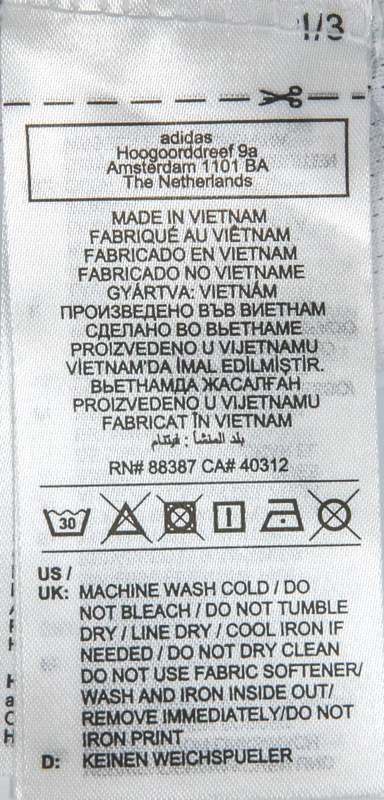 1/3
adidas
Hoogoorddreef 9a
Amsterdam 1101 BA
The Netherlands
MADE IN VIETNAM
FABRIQUÉ AU VIÊTNAM
FABRICADO EN VIETNAM
FABRICADO NO VIETNAME
GYÁRTVA: VIETNÁM
ПРОИЗВЕДЕНО ВЪВ ВИЕТНАМ
СДЕЛАНО ВО ВЬЕТНАМЕ
PROIZVEDENO U VIJETNAMU
VİETNAM'DA İMAL EDİLMİŞTİR.
ВЬЕТНАМДА ЖАСАЛҒАН
PROIZVEDENO U VIJETNAMU
FABRICAT ÎN VIETNAM
بلد المنشأ : فيتنام
RN# 88387 CA# 40312
30
US /
UK: MACHINE WASH COLD / DO
NOT BLEACH / DO NOT TUMBLE
DRY / LINE DRY / COOL IRON IF
NEEDED / DO NOT DRY CLEAN
DO NOT USE FABRIC SOFTENER/
WASH AND IRON INSIDE OUT/
REMOVE IMMEDIATELY/DO NOT
IRON PRINT
D: KEINEN WEICHSPUELER